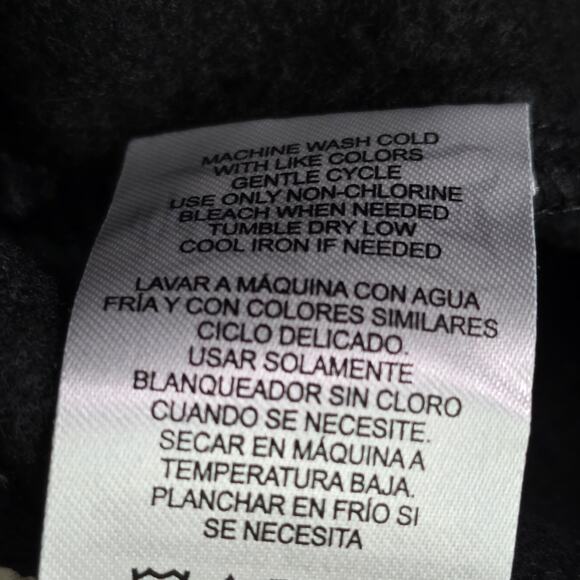 MACHINE WASH COLD
WITH LIKE COLORS
GENTLE CYCLE
USE ONLY NON-CHLORINE
BLEACH WHEN NEEDED
TUMBLE DRY LOW
COOL IRON IF NEEDED
LAVAR A MÁQUINA CON AGUA
FRÍA Y CON COLORES SIMILARES
CICLO DELICADO.
USAR SOLAMENTE
BLANQUEADOR SIN CLORO
CUANDO SE NECESITE.
SECAR EN MÁQUINA A
TEMPERATURA BAJA.
PLANCHAR EN FRÍO SI
SE NECESITA